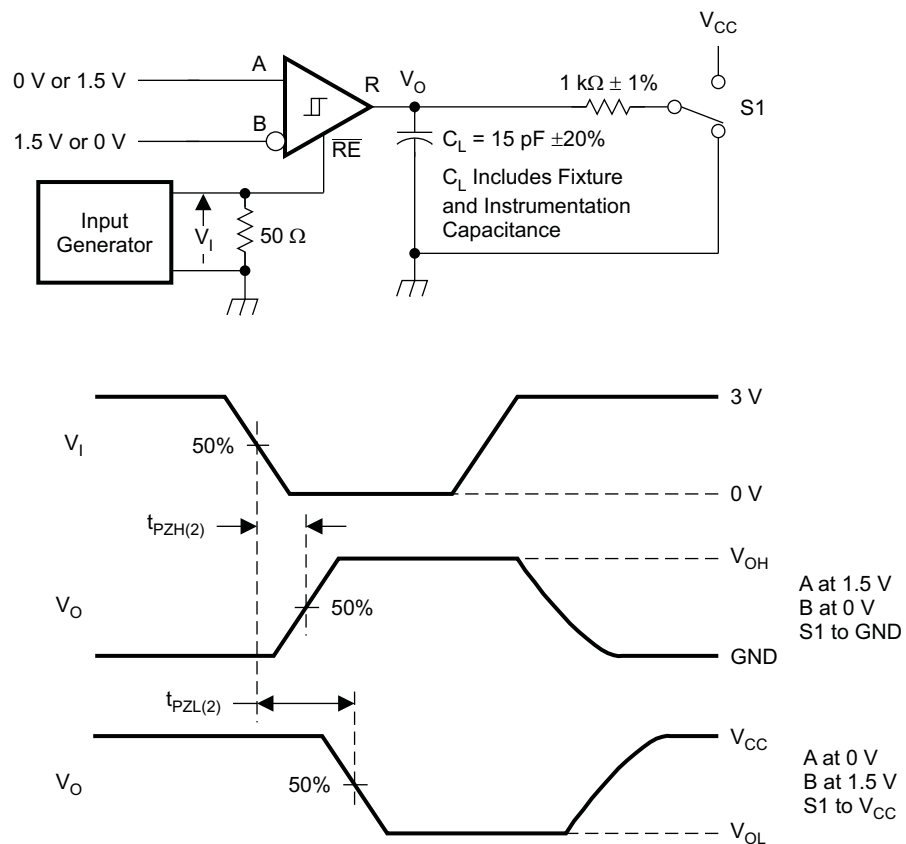 V_CC
0 V or 1.5 V
A
R
V_O
1 kΩ ± 1%
S1
1.5 V or 0 V
B
RE
C_L = 15 pF ±20%
C_L Includes Fixture
and Instrumentation
Capacitance
Input
Generator
V_I
50 Ω
V_I
50%
3 V
0 V
t_PZH(2)
V_O
50%
V_OH
GND
A at 1.5 V
B at 0 V
S1 to GND
t_PZL(2)
V_O
50%
V_CC
V_OL
A at 0 V
B at 1.5 V
S1 to V_CC